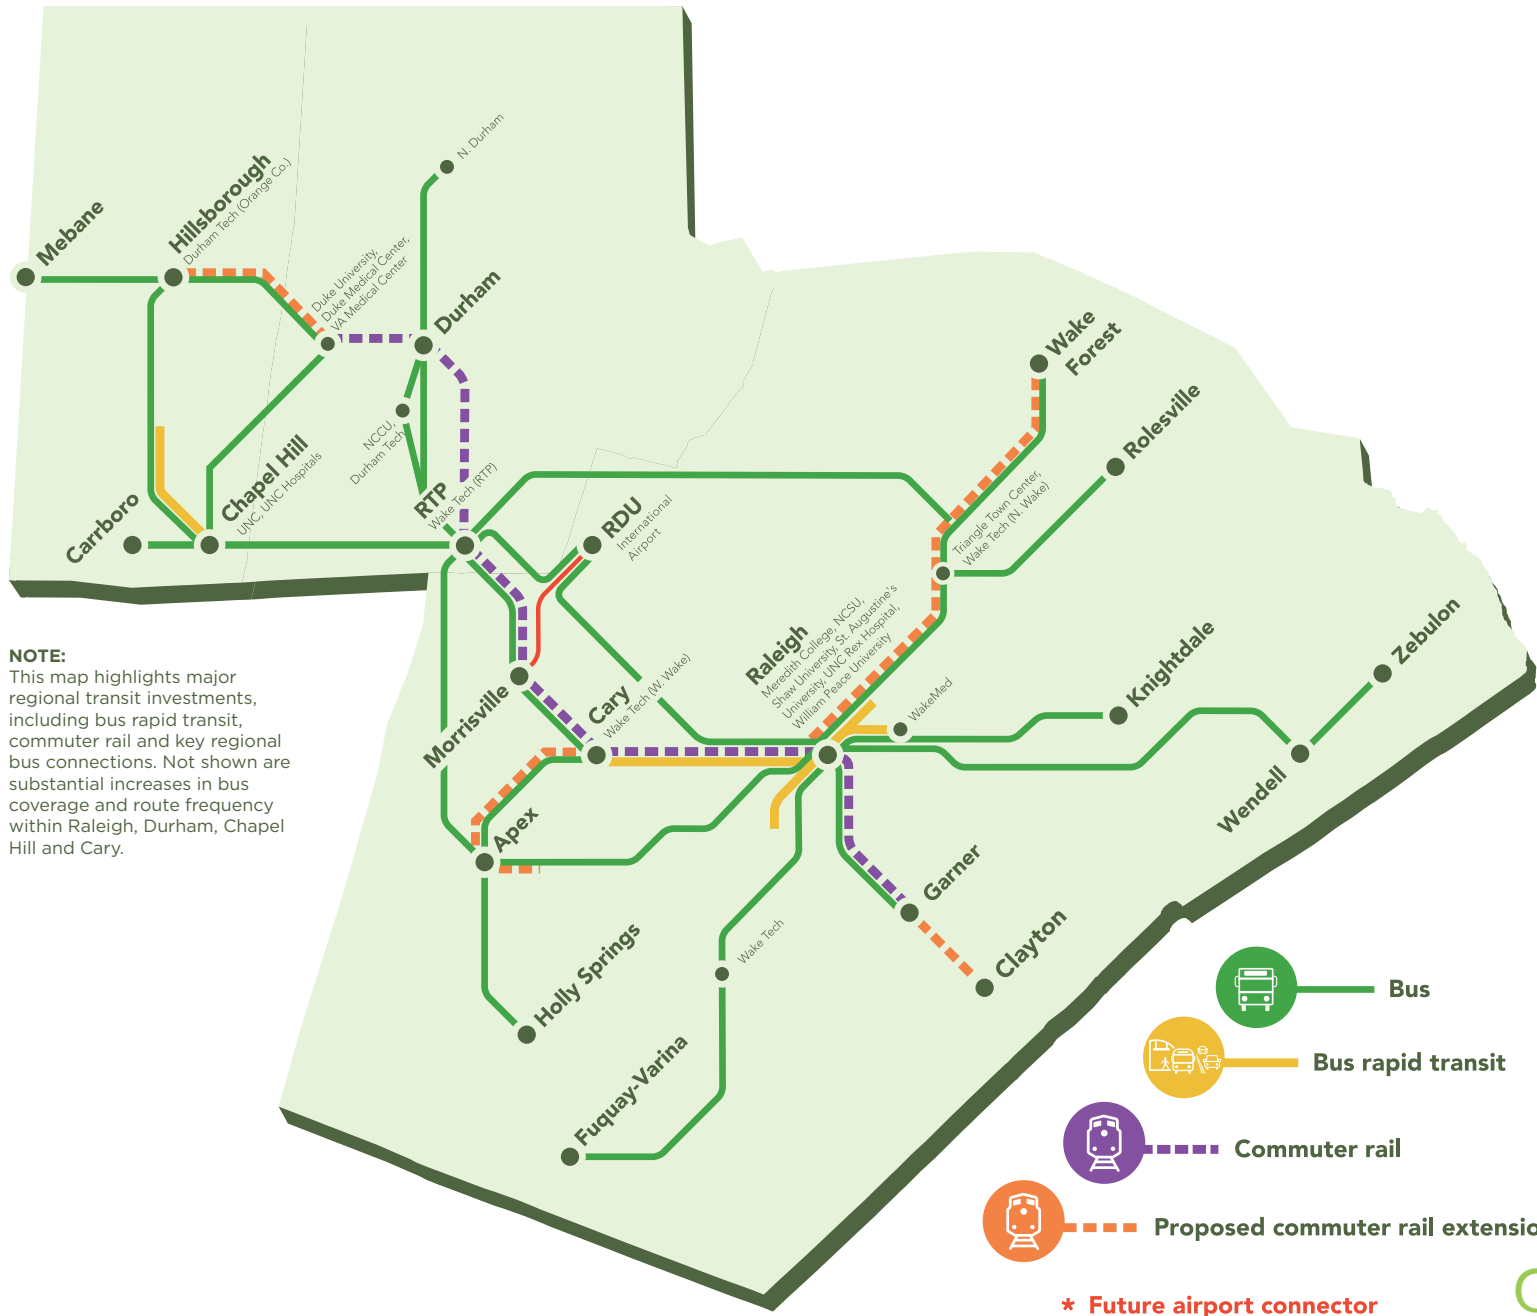 N. Durham
Mebane
Hillsborough
Durham Tech (Orange Co.)
Duke University,
Duke Medical Center,
VA Medical Center
Durham
NCCU,
Durham Tech
Wake
Forest
Rolesville
Carrboro
Chapel Hill
UNC, UNC Hospitals
RTP
Wake Tech (RTP)
RDU
International
Airport
Triangle Town Center,
Wake Tech (N. Wake)
NOTE:
This map highlights major
regional transit investments,
including bus rapid transit,
commuter rail and key regional
bus connections. Not shown are
substantial increases in bus
coverage and route frequency
within Raleigh, Durham, Chapel
Hill and Cary.
Morrisville
Cary
Wake Tech (W. Wake)
Raleigh
Meredith College, NCSU,
Shaw University, St. Augustine's
University, UNC Rex Hospital,
William Peace University
WakeMed
Knightdale
Zebulon
Wendell
Apex
Garner
Clayton
Holly Springs
Wake Tech
Fuquay-Varina
Bus
Bus rapid transit
Commuter rail
Proposed commuter rail extensio
* Future airport connector